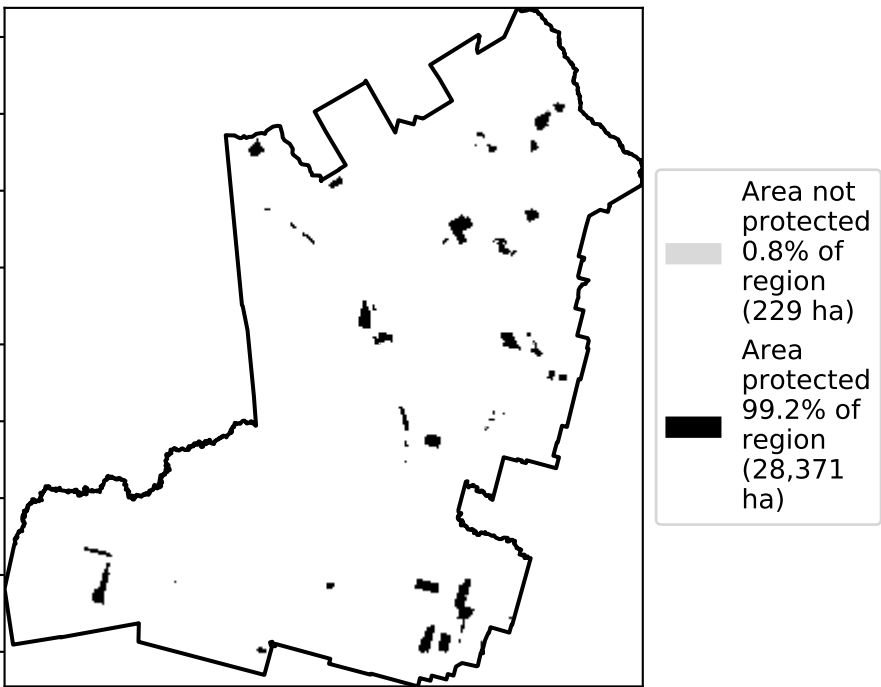 Area not
protected
0.8% of
region
(229 ha)
Area
protected
99.2% of
region
(28,371
ha)